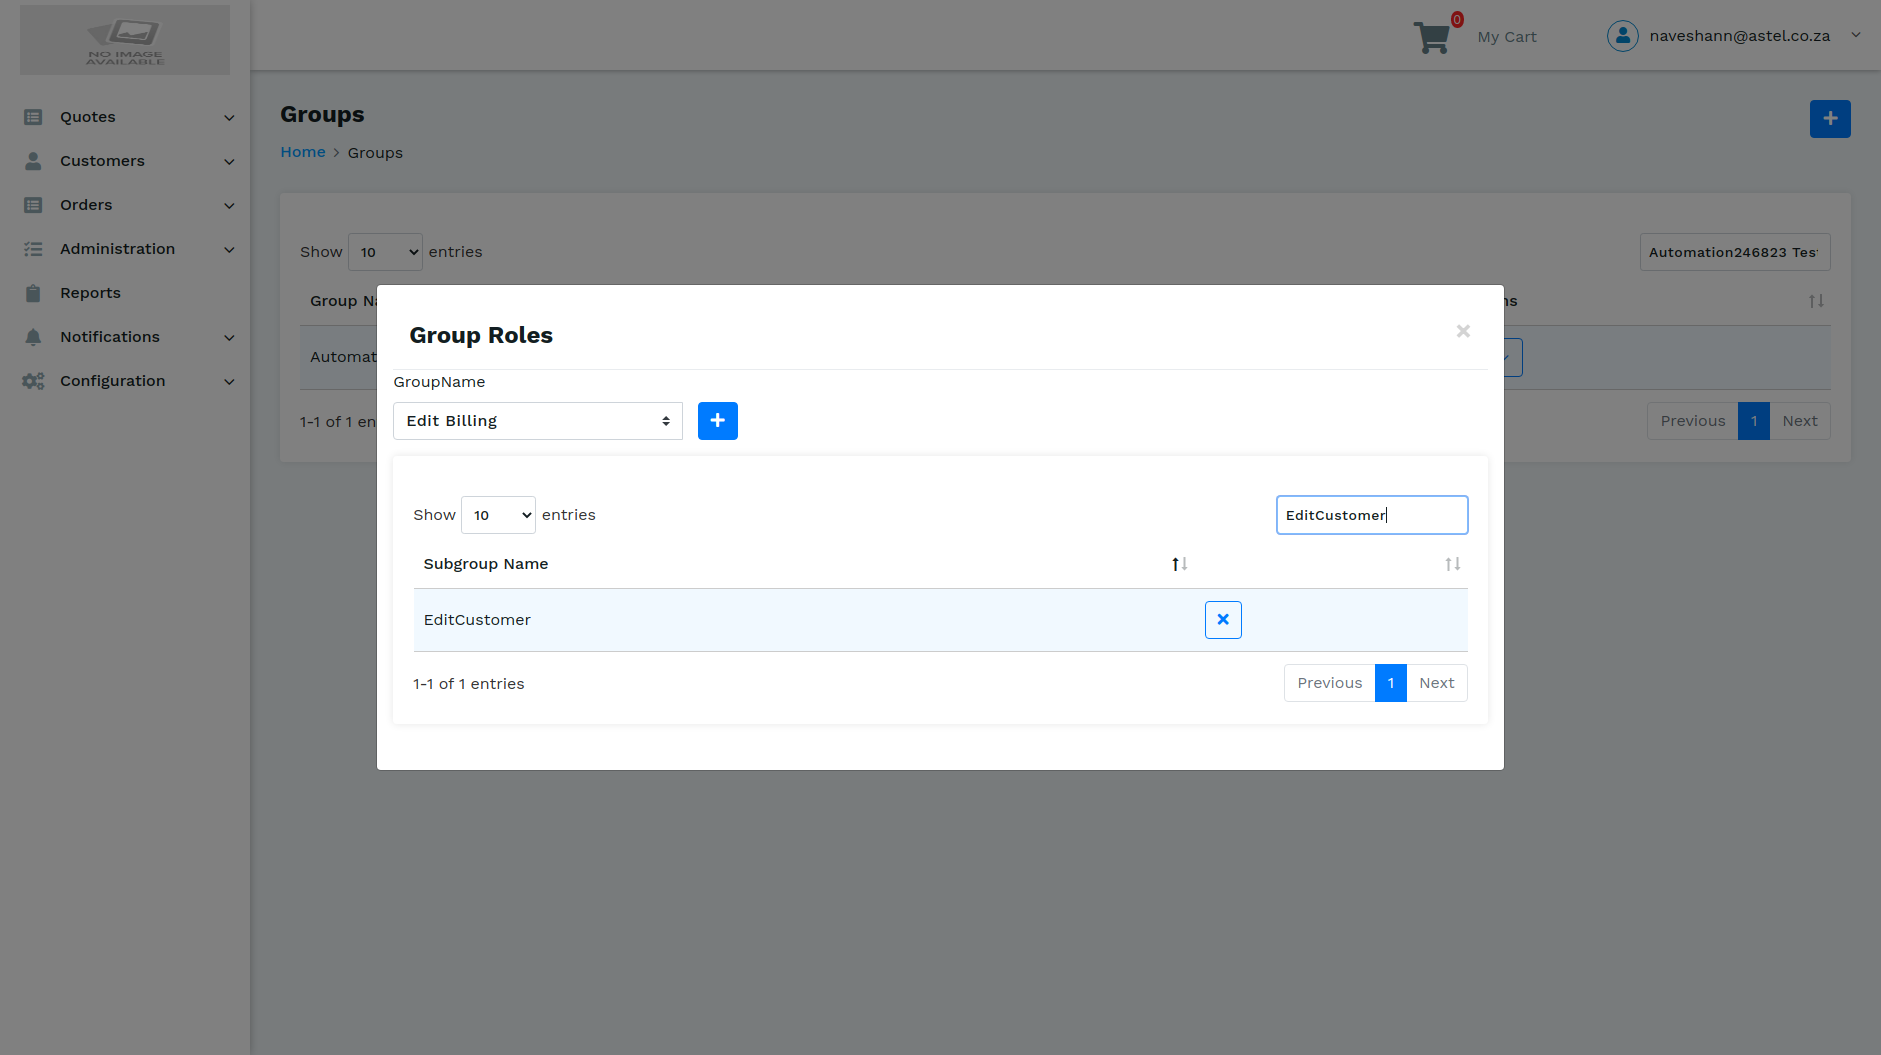 NO IMAGE
AVAILABLE
0
My Cart
naveshann@astel.co.za
Quotes
Customers
Orders
Administration
Reports
Notifications
Configuration
Groups
Home > Groups
Show 10 entries
Automation246823 Tes
Group Na
ns
Automat
1-1 of 1 en
Previous 1 Next
Group Roles
GroupName
Edit Billing
Show 10 entries
EditCustomer
Subgroup Name
EditCustomer
1-1 of 1 entries
Previous 1 Next